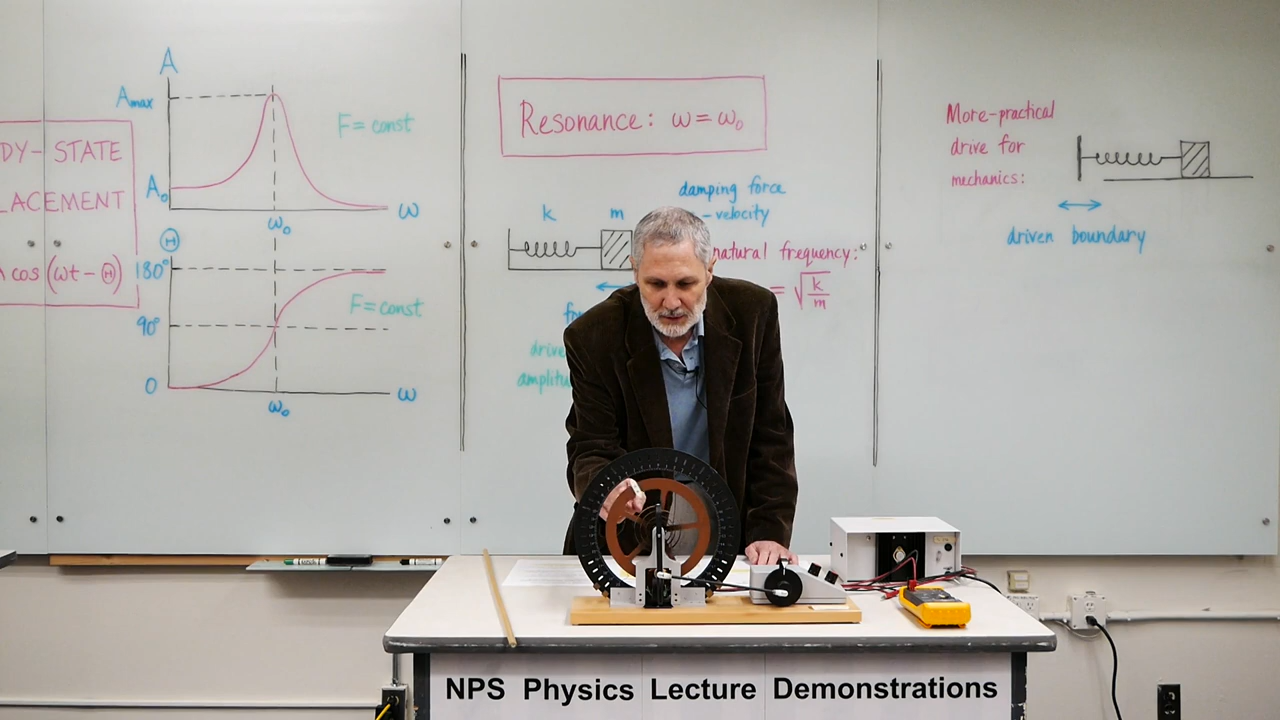 DY- STATE
LACEMENT
cos (ωt - Θ)
A
Amax
F = const
A₀
ω
ω₀
Θ
180°
F = const
90°
0
ω
ω₀
Resonance: ω = ω₀
damping force
- velocity
k
m
natural frequency:
= √k/m
fo
drive
amplitu
More-practical
drive for
mechanics:
driven boundary
NPS Physics Lecture Demonstrations